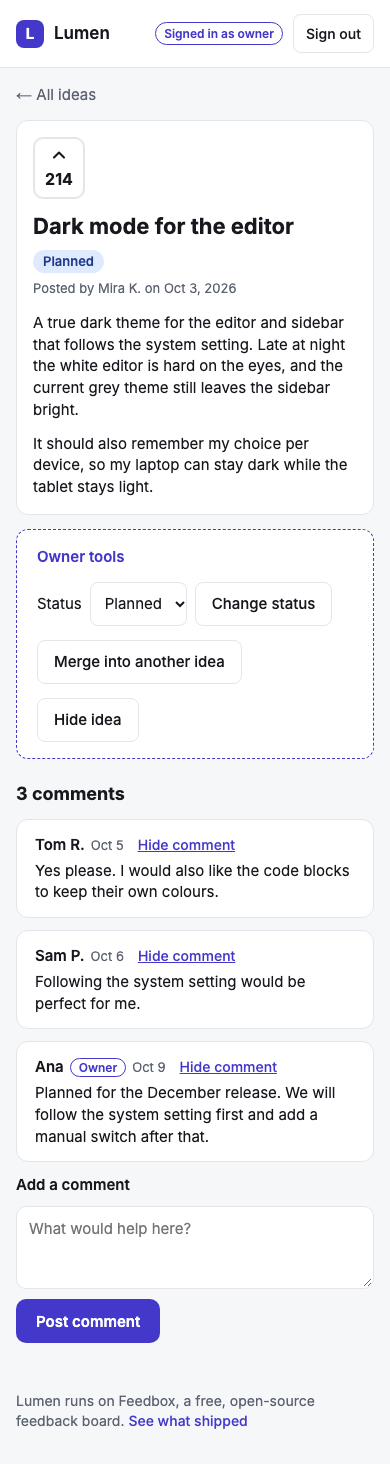 L Lumen Signed in as owner Sign out
← All ideas
214
Dark mode for the editor
Planned
Posted by Mira K. on Oct 3, 2026
A true dark theme for the editor and sidebar
that follows the system setting. Late at night
the white editor is hard on the eyes, and the
current grey theme still leaves the sidebar
bright.
It should also remember my choice per
device, so my laptop can stay dark while the
tablet stays light.
Owner tools
Status Planned Change status
Merge into another idea
Hide idea
3 comments
Tom R. Oct 5 Hide comment
Yes please. I would also like the code blocks
to keep their own colours.
Sam P. Oct 6 Hide comment
Following the system setting would be
perfect for me.
Ana Owner Oct 9 Hide comment
Planned for the December release. We will
follow the system setting first and add a
manual switch after that.
Add a comment
What would help here?
Post comment
Lumen runs on Feedbox, a free, open-source
feedback board. See what shipped